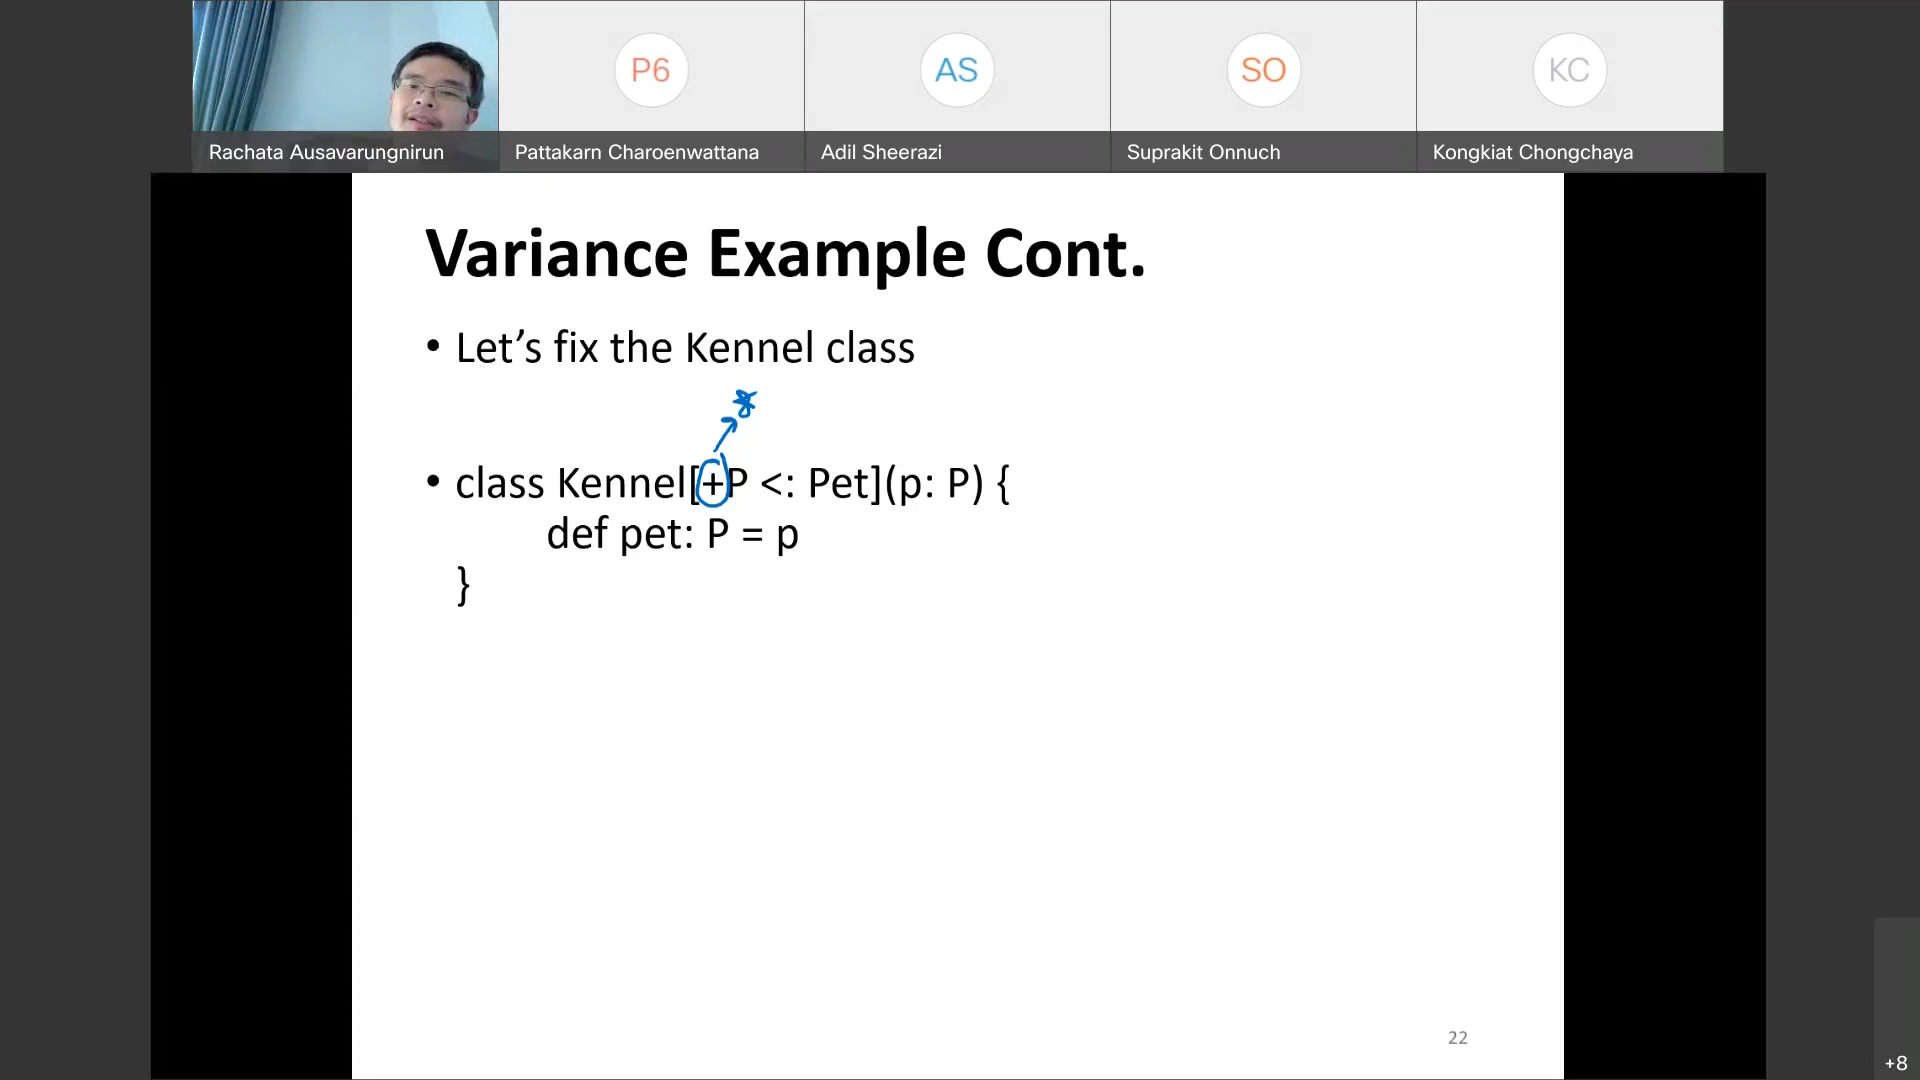 P6
AS
SO
KC
Rachata Ausavarungnirun
Pattakarn Charoenwattana
Adil Sheerazi
Suprakit Onnuch
Kongkiat Chongchaya
Variance Example Cont.
• Let’s fix the Kennel class
• class Kennel[+P <: Pet](p: P) {
def pet: P = p
}
22
+8